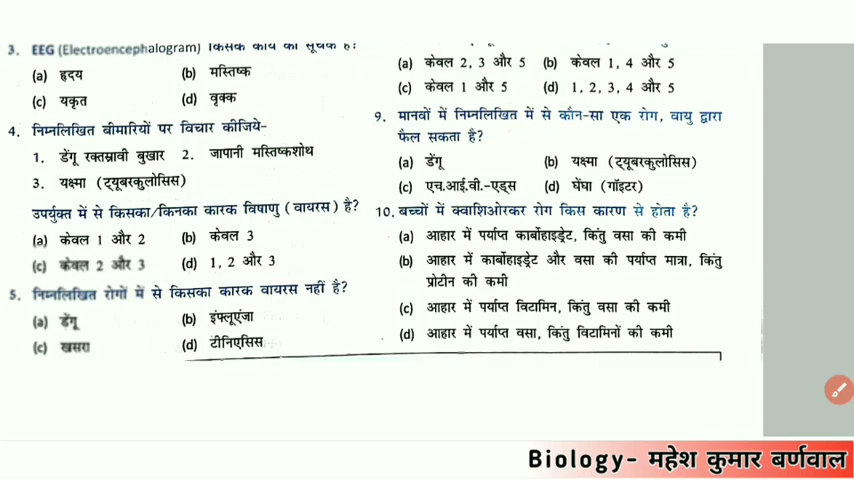 3. EEG (Electroencephalogram) किसके कार्य का सूचक है?
(a) हृदय (b) मस्तिष्क
(c) यकृत (d) वृक्क
4. निम्नलिखित बीमारियों पर विचार कीजिये-
1. डेंगू रक्तस्रावी बुखार 2. जापानी मस्तिष्कशोथ
3. यक्ष्मा (ट्यूबरकुलोसिस)
उपर्युक्त में से किसका/किनका कारक विषाणु (वायरस) है?
(a) केवल 1 और 2 (b) केवल 3
(c) केवल 2 और 3 (d) 1, 2 और 3
5. निम्नलिखित रोगों में से किसका कारक वायरस नहीं है?
(a) डेंगू (b) इंफ्लूएंजा
(c) खसरा (d) टीनिएसिस
(a) केवल 2, 3 और 5 (b) केवल 1, 4 और 5
(c) केवल 1 और 5 (d) 1, 2, 3, 4 और 5
9. मानवों में निम्नलिखित में से कौन-सा एक रोग, वायु द्वारा
फैल सकता है?
(a) डेंगू (b) यक्ष्मा (ट्यूबरकुलोसिस)
(c) एच.आई.वी.-एड्स (d) घेंघा (गॉइटर)
10. बच्चों में क्वाशिओरकर रोग किस कारण से होता है?
(a) आहार में पर्याप्त कार्बोहाइड्रेट, किंतु वसा की कमी
(b) आहार में कार्बोहाइड्रेट और वसा की पर्याप्त मात्रा, किंतु
प्रोटीन की कमी
(c) आहार में पर्याप्त विटामिन, किंतु वसा की कमी
(d) आहार में पर्याप्त वसा, किंतु विटामिनों की कमी
Biology- महेश कुमार बर्णवाल